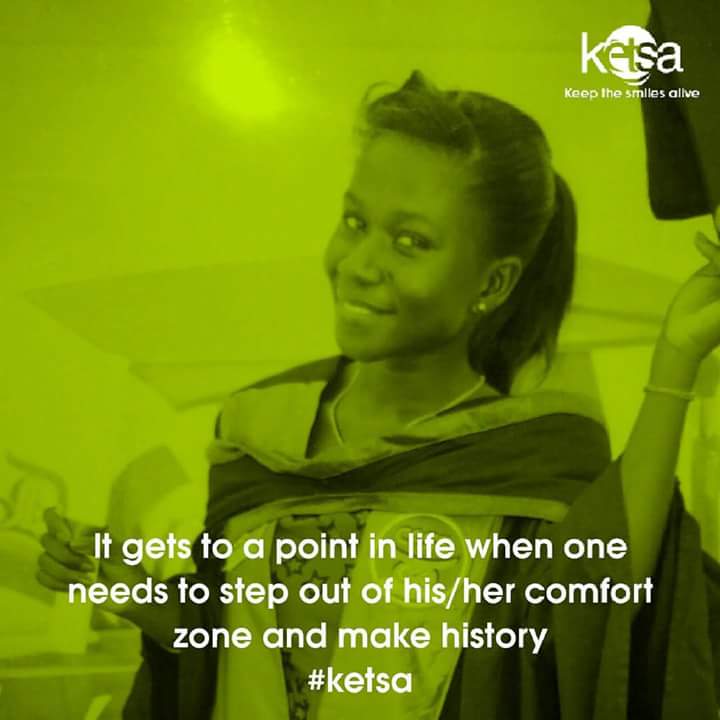 ketsa
Keep the smiles alive
It gets to a point in life when one
needs to step out of his/her comfort
zone and make history
#ketsa